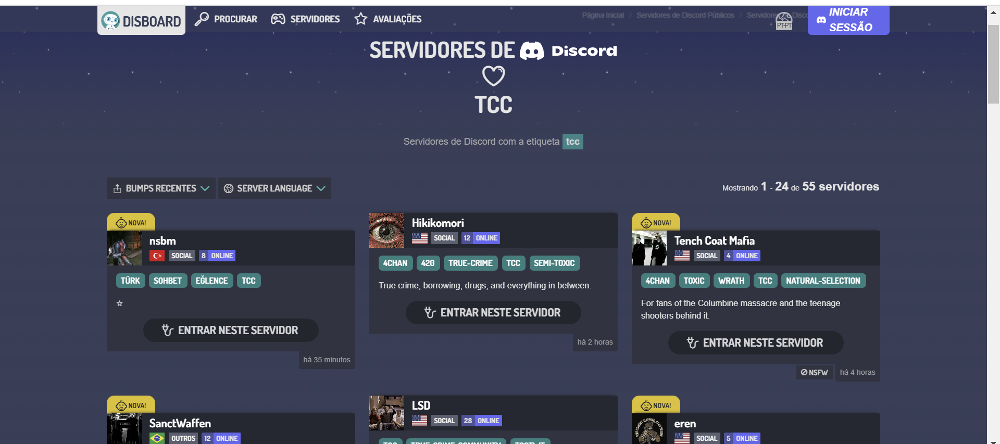 DISBOARD
PROCURAR
SERVIDORES
AVALIAÇÕES
Página Inicial / Servidores de Discord Públicos /
PT-PT
INICIAR
SESSÃO
SERVIDORES DE Discord
TCC
Servidores de Discord com a etiqueta tcc
BUMPS RECENTES
SERVER LANGUAGE
Mostrando 1 - 24 de 55 servidores
NOVA!
nsbm
SOCIAL 8 ONLINE
TÜRK SOHBET EĞLENCE TCC
☆
ENTRAR NESTE SERVIDOR
há 35 minutos
Hikikomori
SOCIAL 12 ONLINE
4CHAN 420 TRUE-CRIME TCC SEMI-TOXIC
True crime, borrowing, drugs, and everything in between.
ENTRAR NESTE SERVIDOR
há 2 horas
NOVA!
Tench Coat Mafia
SOCIAL 4 ONLINE
4CHAN TOXIC WRATH TCC NATURAL-SELECTION
For fans of the Columbine massacre and the teenage
shooters behind it.
ENTRAR NESTE SERVIDOR
NSFW
há 4 horas
NOVA!
SanctWaffen
OUTROS 12 ONLINE
LSD
SOCIAL 28 ONLINE
TCC TRUE-CRIME-COMMUNITY
NOVA!
eren
SOCIAL 5 ONLINE